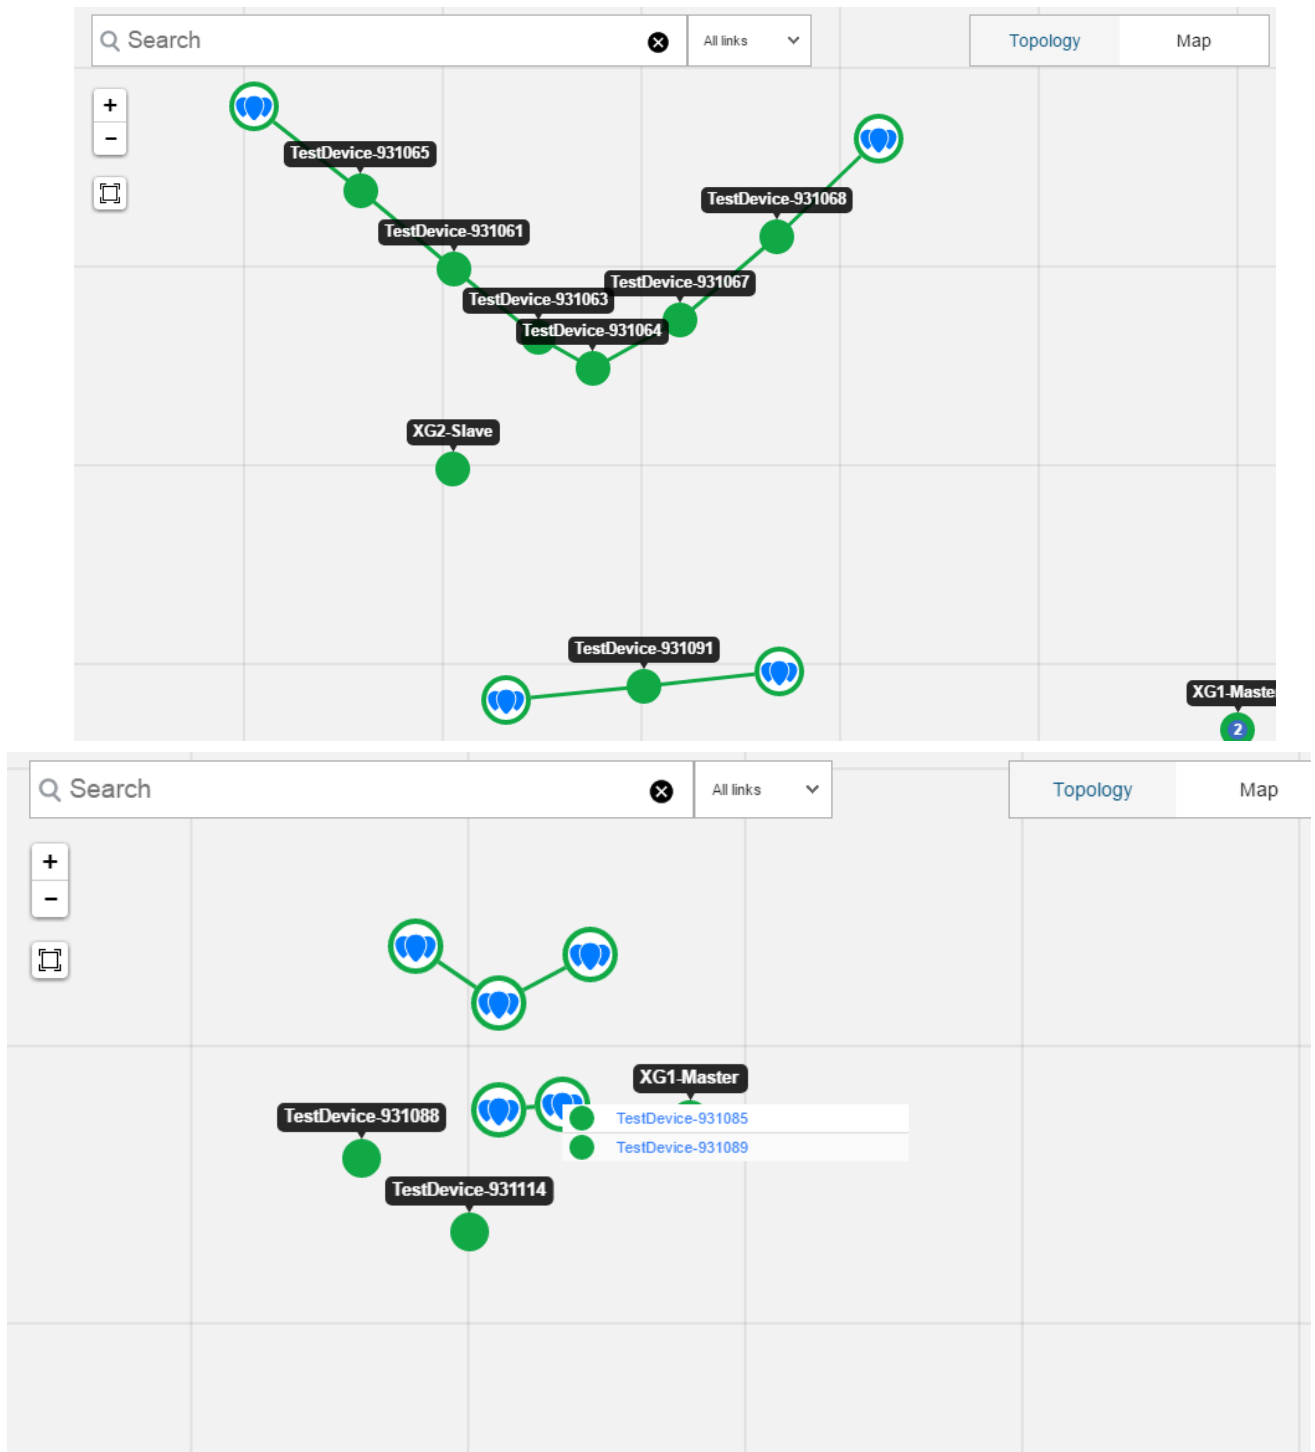 Search
All links
Topology
Map
+
−
TestDevice-931065
TestDevice-931068
TestDevice-931061
TestDevice-931067
TestDevice-931063
TestDevice-931064
XG2-Slave
TestDevice-931091
XG1-Maste
2
Search
All links
Topology
Map
+
−
XG1-Master
TestDevice-931088
TestDevice-931085
TestDevice-931089
TestDevice-931114